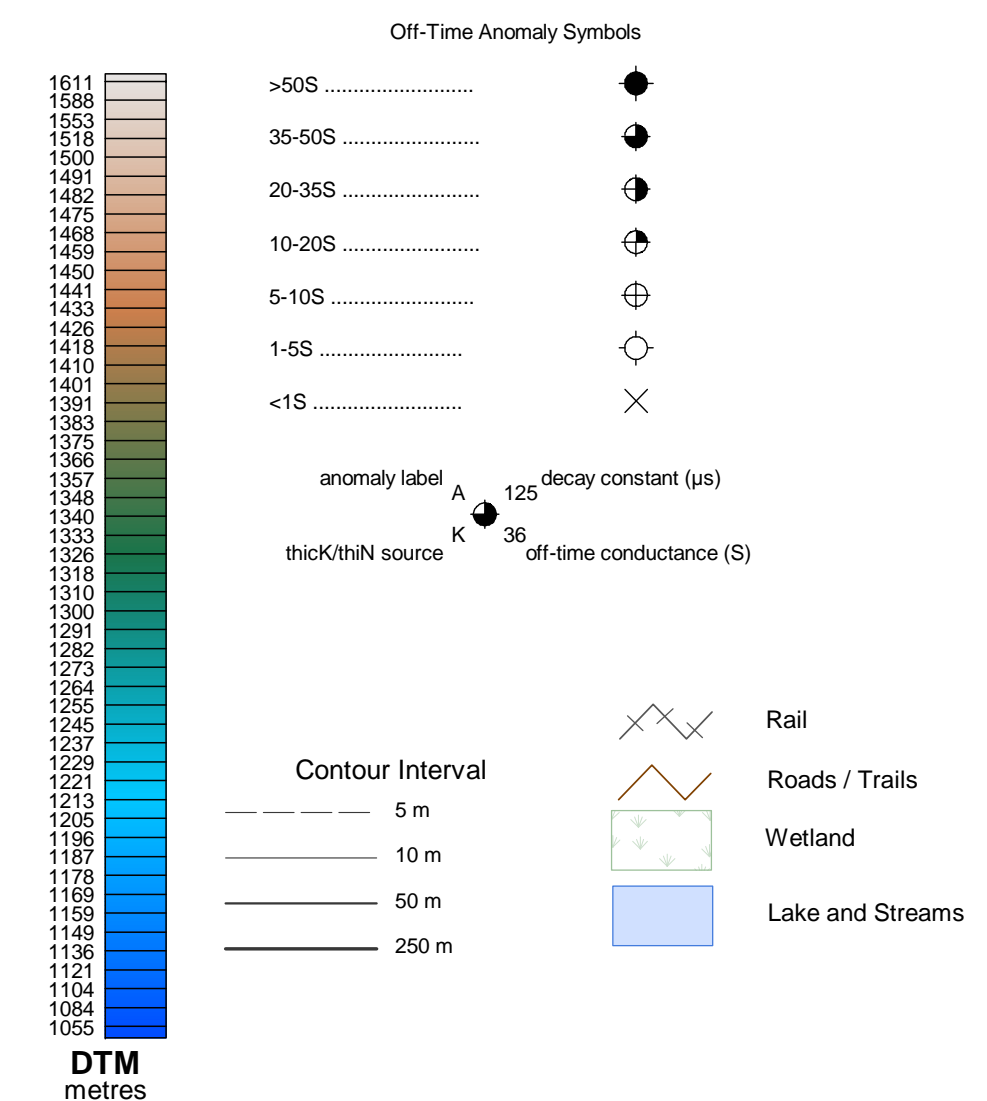 Off-Time Anomaly Symbols
1611
1588
1553
1518
1500
1491
1482
1475
1468
1459
1450
1441
1433
1426
1418
1410
1401
1391
1383
1375
1366
1357
1348
1340
1333
1326
1318
1310
1300
1291
1282
1273
1264
1255
1245
1237
1229
1221
1213
1205
1196
1187
1178
1169
1159
1149
1136
1121
1104
1084
1055
DTM
metres
>50S ..........................
35-50S ........................
20-35S ........................
10-20S ........................
5-10S .........................
1-5S .........................
<1S ..........................
anomaly label A 125 decay constant (µs)
thicK/thiN source K 36 off-time conductance (S)
Contour Interval
5 m
10 m
50 m
250 m
Rail
Roads / Trails
Wetland
Lake and Streams